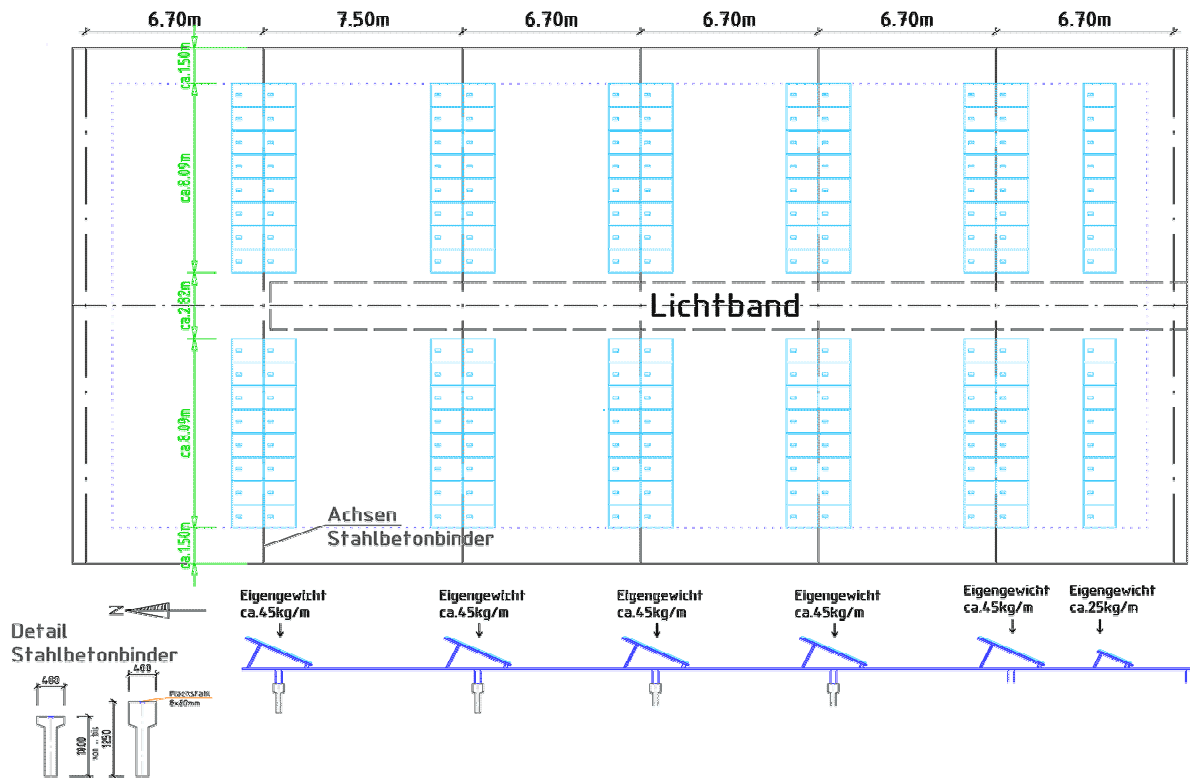 6.70m 7.50m 6.70m 6.70m 6.70m 6.70m
ca.1.50m
ca.8.09m
ca.2.82m
ca.8.09m
ca.1.50m
Lichtband
Achsen
Stahlbetonbinder
N
Eigengewicht
ca.45kg/m
Eigengewicht
ca.45kg/m
Eigengewicht
ca.45kg/m
Eigengewicht
ca.45kg/m
Eigengewicht
ca.45kg/m
Eigengewicht
ca.25kg/m
Detail
Stahlbetonbinder
400
400
Flachstahl
1000
1250